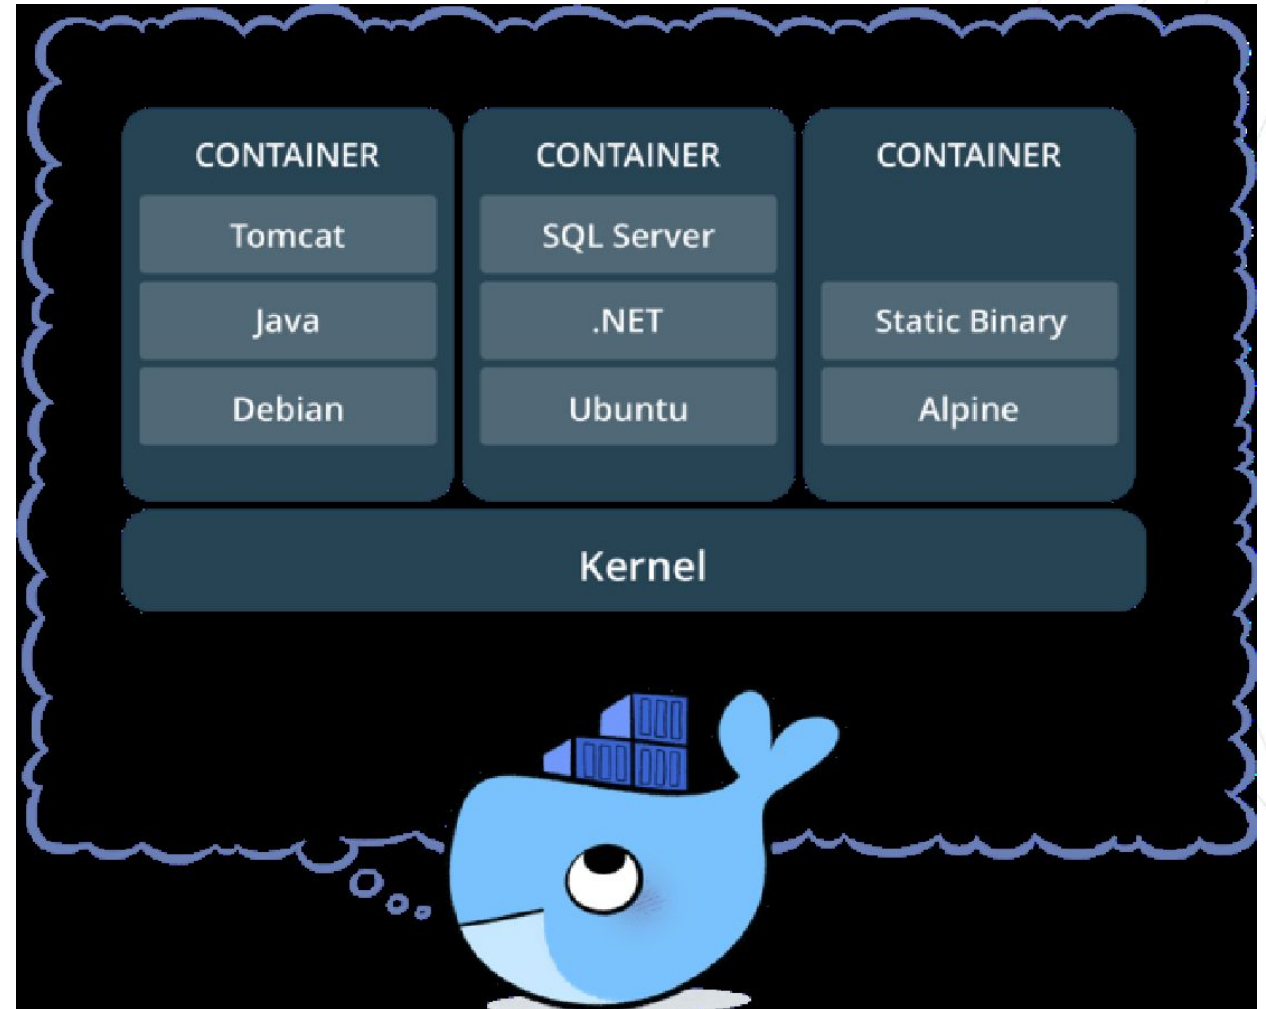 CONTAINER
Tomcat
Java
Debian
CONTAINER
SQL Server
.NET
Ubuntu
CONTAINER
Static Binary
Alpine
Kernel